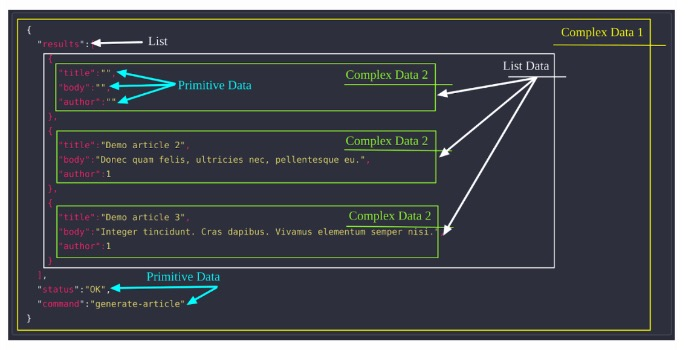 {
Complex Data 1
"results":
List
{
List Data
"title":"",
Complex Data 2
"body":"",
Primitive Data
"author":""
},
{
"title":"Demo article 2",
Complex Data 2
"body":"Donec quam felis, ultricies nec, pellentesque eu.",
"author":1
},
{
"title":"Demo article 3",
Complex Data 2
"body":"Integer tincidunt. Cras dapibus. Vivamus elementum semper nisi."
"author":1
}
],
Primitive Data
"status":"OK",
"command":"generate-article"
}